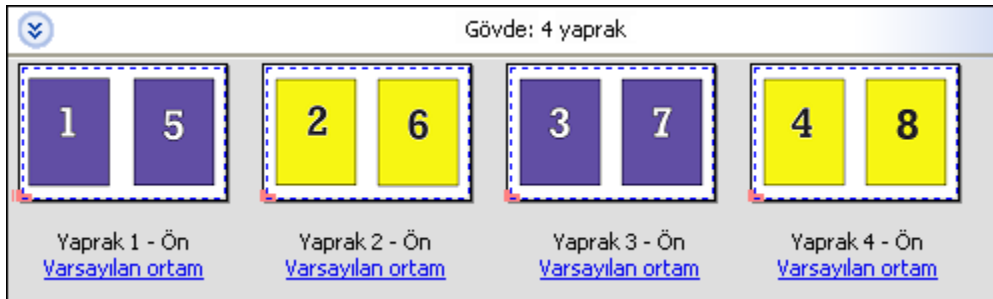 Gövde: 4 yaprak
1 5 2 6 3 7 4 8
Yaprak 1 - Ön Yaprak 2 - Ön Yaprak 3 - Ön Yaprak 4 - Ön
Varsayılan ortam Varsayılan ortam Varsayılan ortam Varsayılan ortam